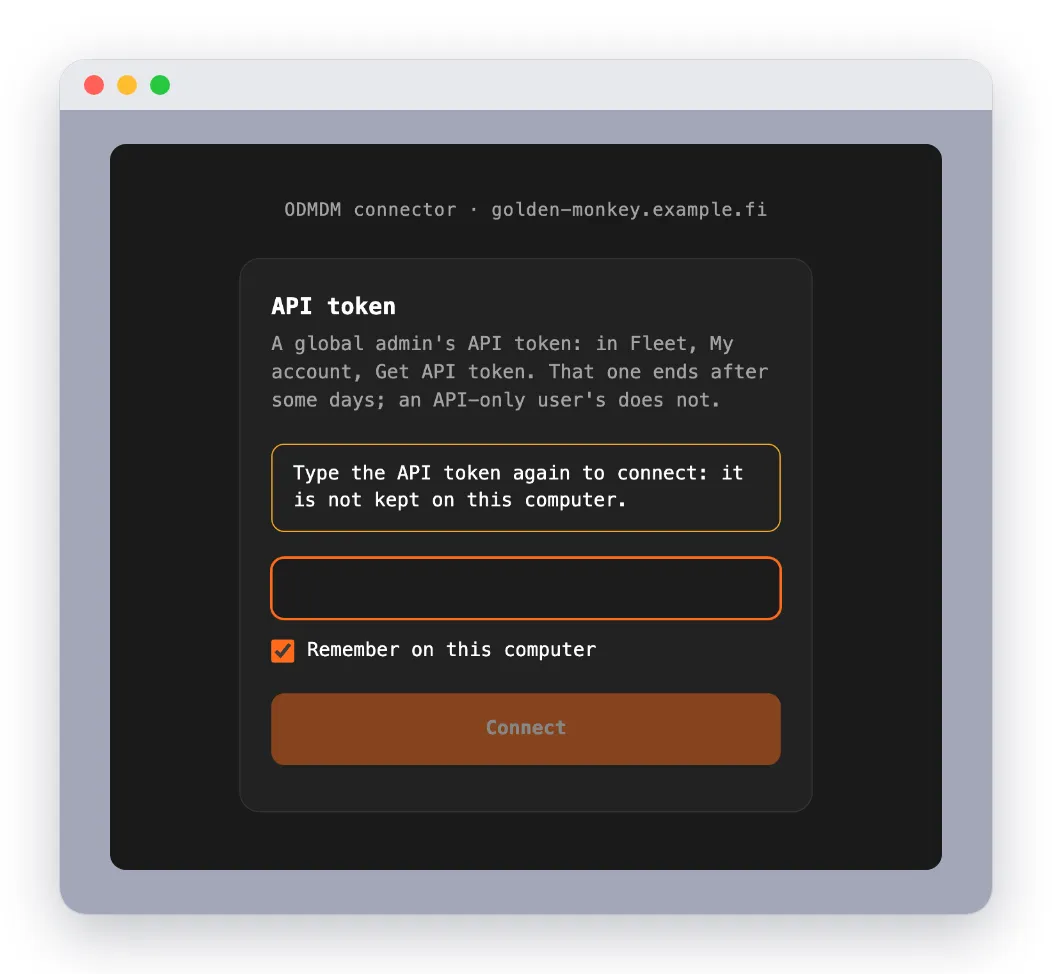 ODMDM connector · golden-monkey.example.fi
API token
A global admin's API token: in Fleet, My
account, Get API token. That one ends after
some days; an API-only user's does not.
Type the API token again to connect: it
is not kept on this computer.
Remember on this computer
Connect